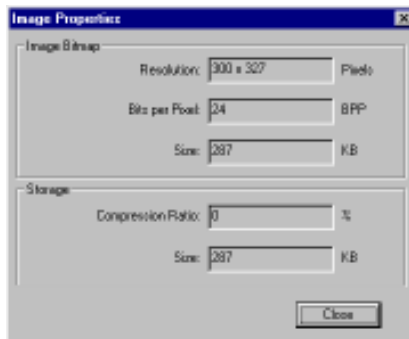 Image Properties
Image Bitmap
Resolution: 300 x 327 Pixels
Bits per Pixel: 24 BPP
Size: 287 KB
Storage
Compression Ratio: 0 %
Size: 287 KB
Close